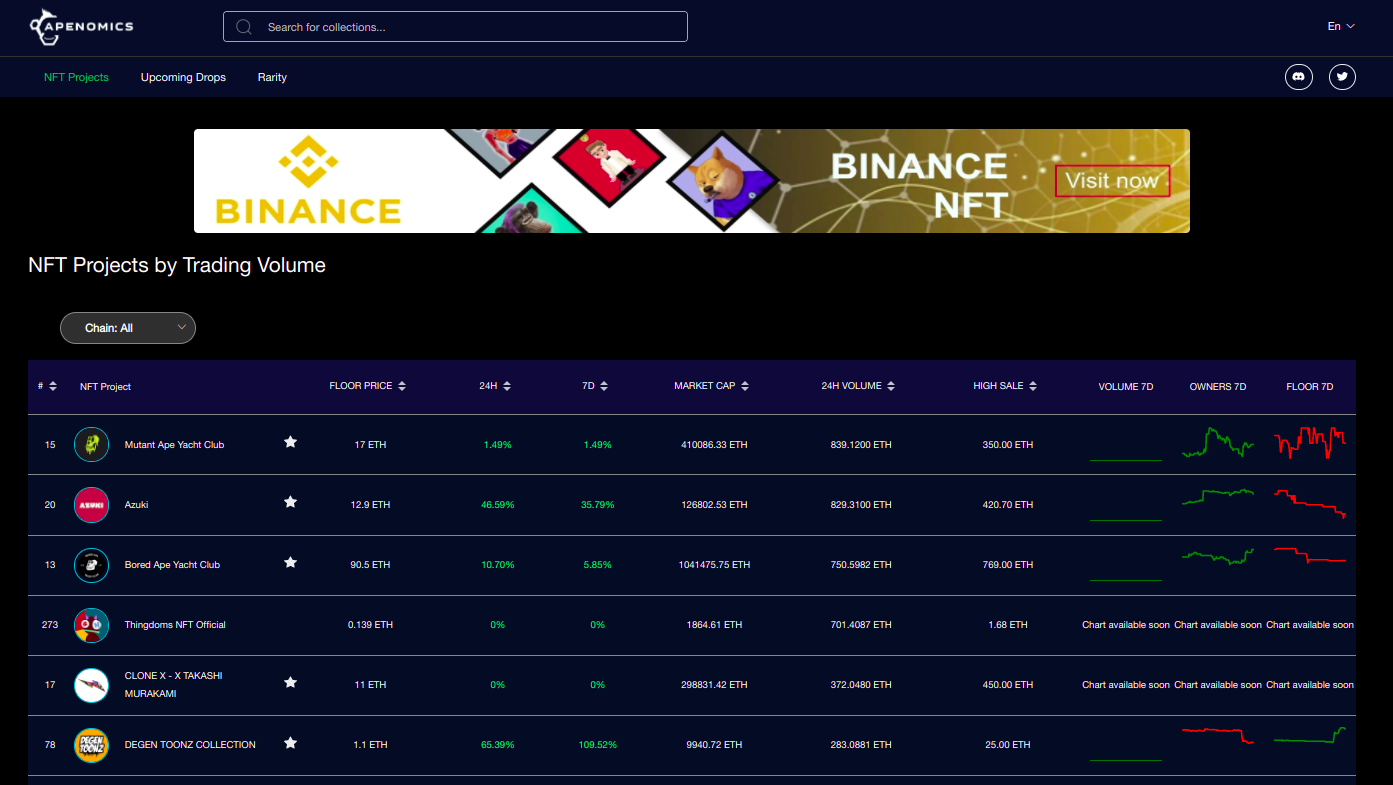 APENOMICS
Search for collections...
En
NFT Projects Upcoming Drops Rarity
BINANCE
BINANCE
NFT
Visit now
NFT Projects by Trading Volume
Chain: All
# NFT Project FLOOR PRICE 24H 7D MARKET CAP 24H VOLUME HIGH SALE VOLUME 7D OWNERS 7D FLOOR 7D
15 Mutant Ape Yacht Club 17 ETH 1.49% 1.49% 410086.33 ETH 839.1200 ETH 350.00 ETH
20 AZUKI Azuki 12.9 ETH 46.59% 35.79% 126802.53 ETH 829.3100 ETH 420.70 ETH
13 Bored Ape Yacht Club 90.5 ETH 10.70% 5.85% 1041475.75 ETH 750.5982 ETH 769.00 ETH
273 Thingdoms NFT Official 0.139 ETH 0% 0% 1864.61 ETH 701.4087 ETH 1.68 ETH Chart available soon Chart available soon Chart available soon
17 CLONE X - X TAKASHI
MURAKAMI 11 ETH 0% 0% 298831.42 ETH 372.0480 ETH 450.00 ETH Chart available soon Chart available soon Chart available soon
78 DEGEN TOONZ DEGEN TOONZ COLLECTION 1.1 ETH 65.39% 109.52% 9940.72 ETH 283.0881 ETH 25.00 ETH